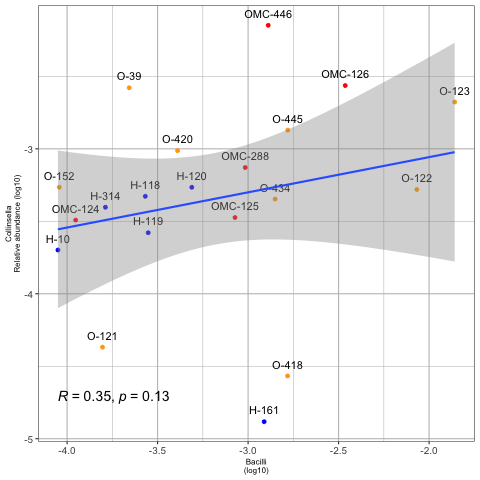 OMC-446
O-39
OMC-126
O-123
O-445
O-420
OMC-288
O-152
H-118
H-120
O-122
H-314
O-434
OMC-124
OMC-125
H-119
H-10
O-121
O-418
R = 0.35, p = 0.13
H-161
-3
-4
-5
-4.0
-3.5
-3.0
-2.5
-2.0
Bacilli
(log10)
Collinsella
Relative abundance (log10)